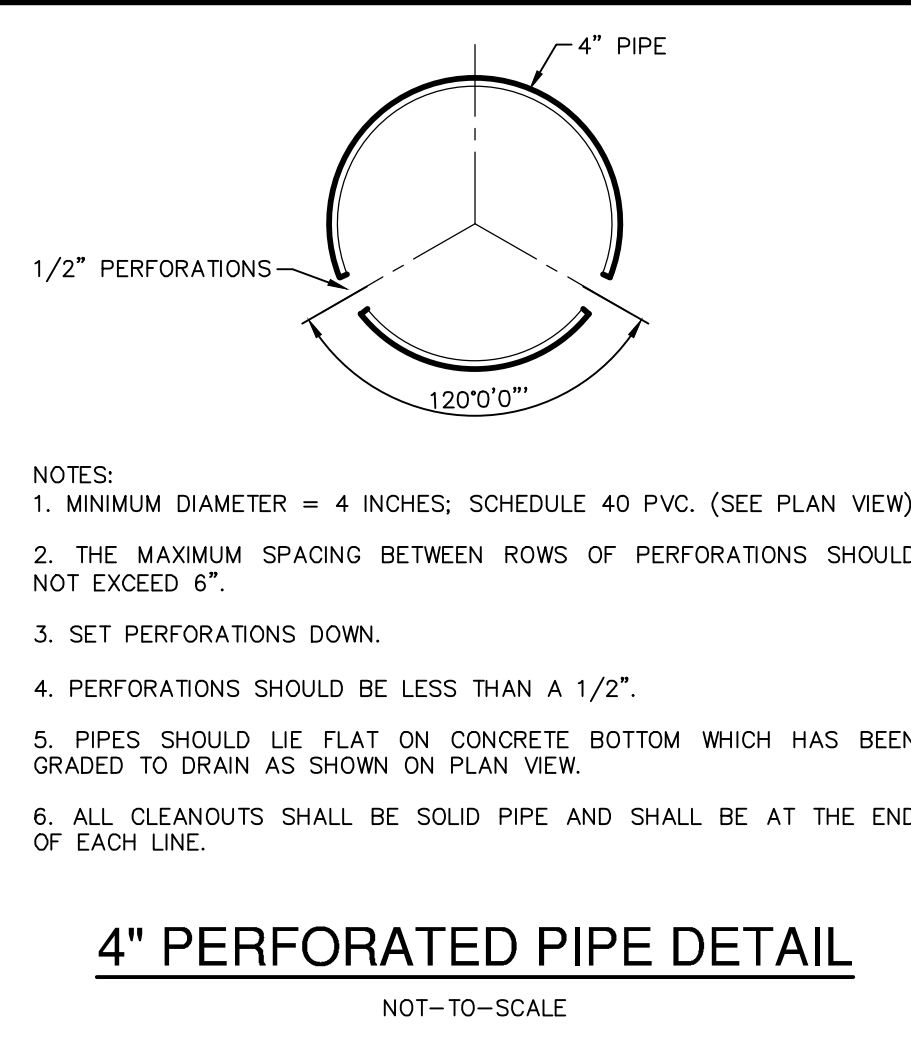 4" PIPE
1/2" PERFORATIONS
120°0'0"'
NOTES:
1. MINIMUM DIAMETER = 4 INCHES; SCHEDULE 40 PVC. (SEE PLAN VIEW)
2. THE MAXIMUM SPACING BETWEEN ROWS OF PERFORATIONS SHOULD
NOT EXCEED 6".
3. SET PERFORATIONS DOWN.
4. PERFORATIONS SHOULD BE LESS THAN A 1/2".
5. PIPES SHOULD LIE FLAT ON CONCRETE BOTTOM WHICH HAS BEEN
GRADED TO DRAIN AS SHOWN ON PLAN VIEW.
6. ALL CLEANOUTS SHALL BE SOLID PIPE AND SHALL BE AT THE END
OF EACH LINE.
4" PERFORATED PIPE DETAIL
NOT-TO-SCALE